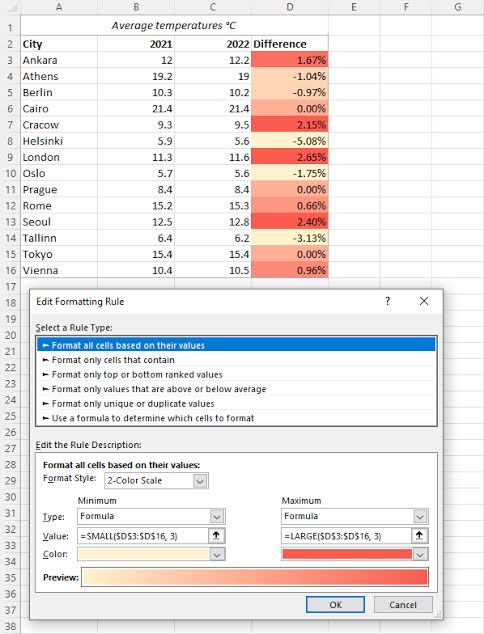 A B C D E F G
1 Average temperatures °C
2 City 2021 2022 Difference
3 Ankara 12 12.2 1.67%
4 Athens 19.2 19 -1.04%
5 Berlin 10.3 10.2 -0.97%
6 Cairo 21.4 21.4 0.00%
7 Cracow 9.3 9.5 2.15%
8 Helsinki 5.9 5.6 -5.08%
9 London 11.3 11.6 2.65%
10 Oslo 5.7 5.6 -1.75%
11 Prague 8.4 8.4 0.00%
12 Rome 15.2 15.3 0.66%
13 Seoul 12.5 12.8 2.40%
14 Tallinn 6.4 6.2 -3.13%
15 Tokyo 15.4 15.4 0.00%
16 Vienna 10.4 10.5 0.96%
17
18 Edit Formatting Rule ? ×
19
20 Select a Rule Type:
21 ► Format all cells based on their values
22 ► Format only cells that contain
23 ► Format only top or bottom ranked values
24 ► Format only values that are above or below average
25 ► Format only unique or duplicate values
26 ► Use a formula to determine which cells to format
27 Edit the Rule Description:
28 Format all cells based on their values:
29 Format Style: 2-Color Scale
30 Minimum Maximum
31 Type: Formula Formula
32 Value: =SMALL($D$3:$D$16, 3) =LARGE($D$3:$D$16, 3)
33
34 Color:
35 Preview:
36
37 OK Cancel
38